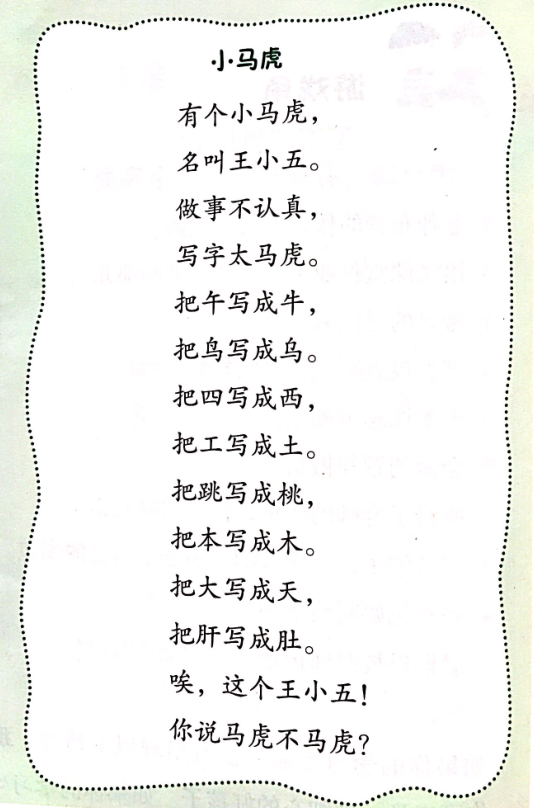 小马虎
有个小马虎，
名叫王小五。
做事不认真，
写字太马虎。
把午写成牛，
把鸟写成乌。
把四写成西，
把工写成土。
把跳写成桃，
把本写成木。
把大写成天，
把肝写成肚。
唉，这个王小五！
你说马虎不马虎？